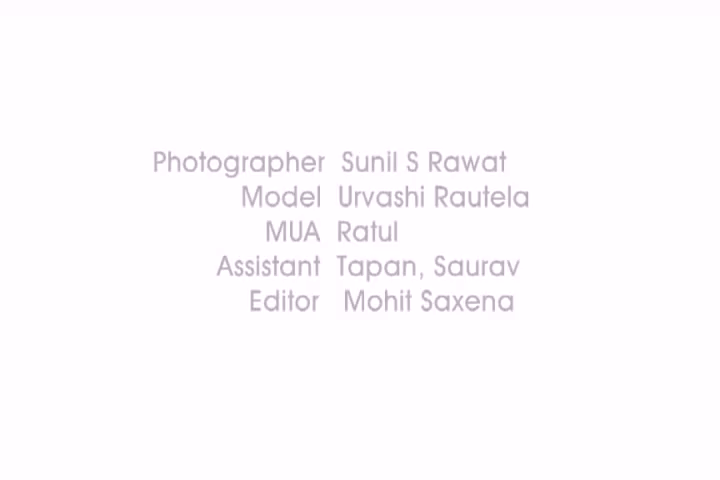 Photographer Sunil S Rawat
Model Urvashi Rautela
MUA Ratul
Assistant Tapan, Saurav
Editor Mohit Saxena